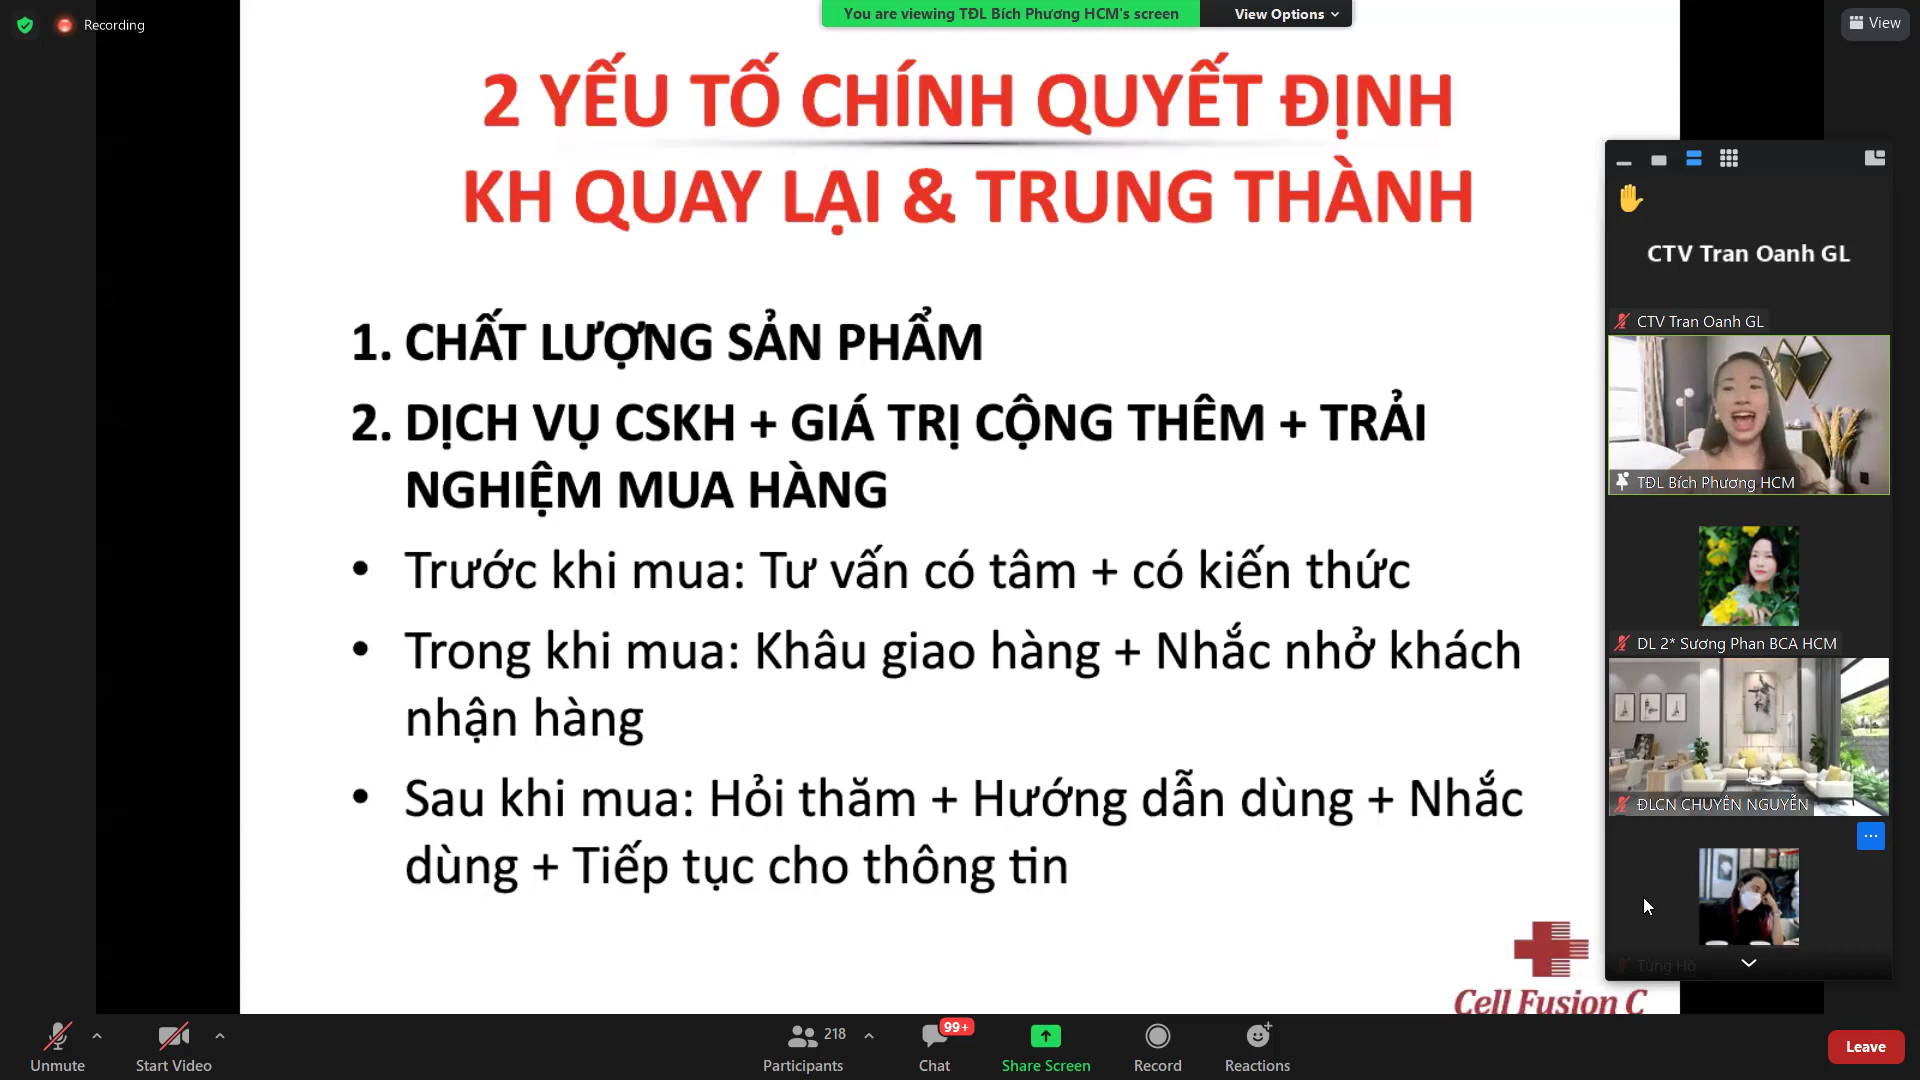 Recording
You are viewing TĐL Bích Phương HCM's screen
View Options
View
2 YẾU TỐ CHÍNH QUYẾT ĐỊNH
KH QUAY LẠI & TRUNG THÀNH
1. CHẤT LƯỢNG SẢN PHẨM
2. DỊCH VỤ CSKH + GIÁ TRỊ CỘNG THÊM + TRẢI
NGHIỆM MUA HÀNG
• Trước khi mua: Tư vấn có tâm + có kiến thức
• Trong khi mua: Khâu giao hàng + Nhắc nhở khách
nhận hàng
• Sau khi mua: Hỏi thăm + Hướng dẫn dùng + Nhắc
dùng + Tiếp tục cho thông tin
Cell Fusion C
CTV Tran Oanh GL
CTV Tran Oanh GL
TĐL Bích Phương HCM
DL 2* Sương Phan BCA HCM
ĐLCN CHUYÊN NGUYỄN
Tùng Hồ
Unmute
Start Video
218
Participants
99+
Chat
Share Screen
Record
Reactions
Leave